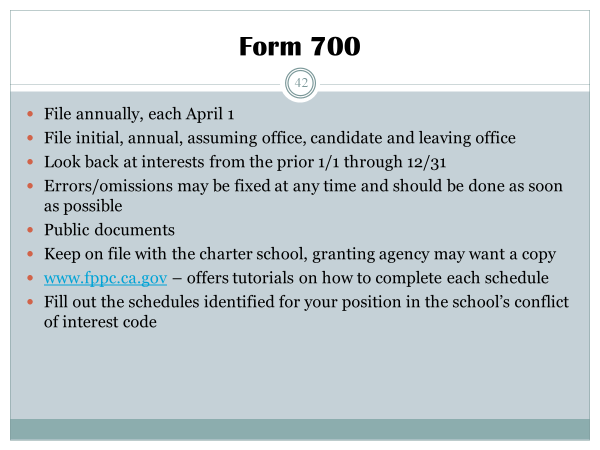 Form 700
42
• File annually, each April 1
• File initial, annual, assuming office, candidate and leaving office
• Look back at interests from the prior 1/1 through 12/31
• Errors/omissions may be fixed at any time and should be done as soon
as possible
• Public documents
• Keep on file with the charter school, granting agency may want a copy
• www.fppc.ca.gov – offers tutorials on how to complete each schedule
• Fill out the schedules identified for your position in the school’s conflict
of interest code